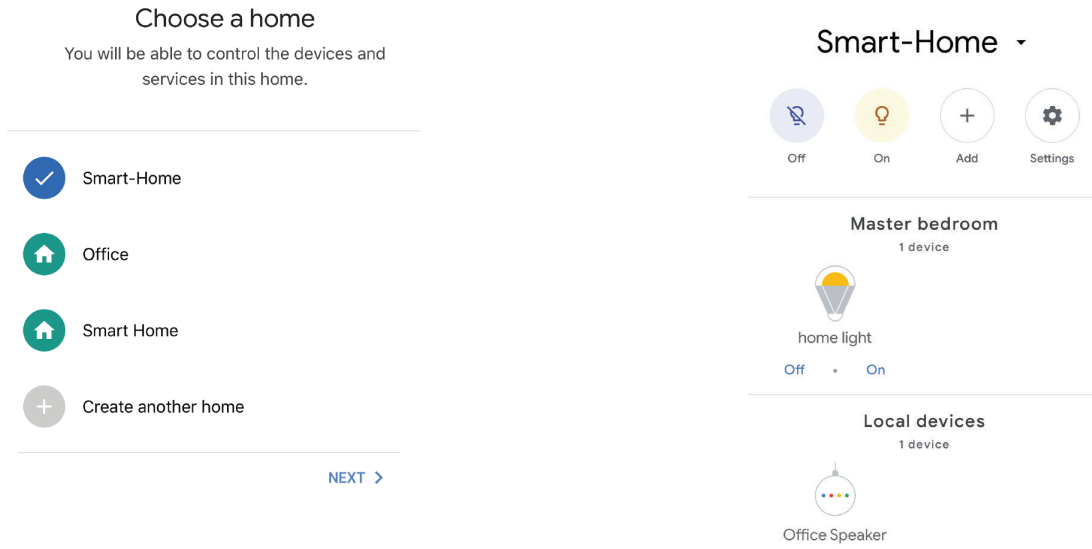 Choose a home
You will be able to control the devices and
services in this home.
Smart-Home
Office
Smart Home
Create another home
NEXT
Smart-Home
Off
On
Add
Settings
Master bedroom
1 device
home light
Off • On
Local devices
1 device
Office Speaker